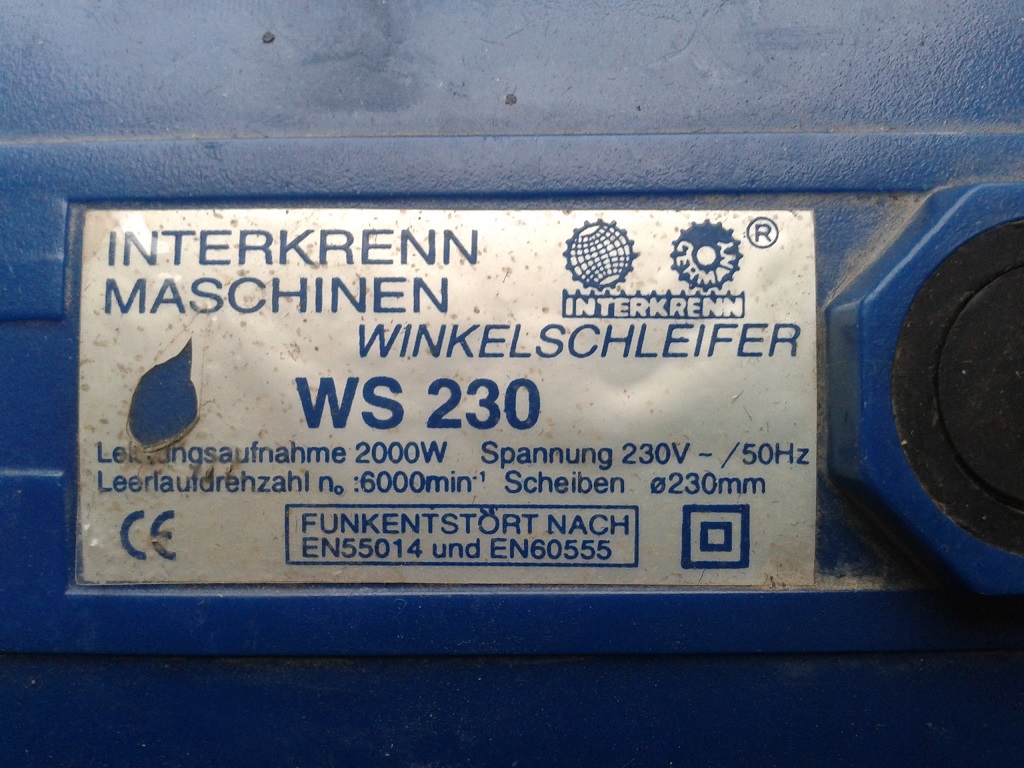 INTERKRENN
MASCHINEN
®
INTERKRENN
WINKELSCHLEIFER
WS 230
2000W Spannung 230V ~ /50Hz
Leerlaufdrehzahl n₀ :6000min⁻¹ Scheiben ø230mm
CE
FUNKENTSTÖRT NACH
EN55014 und EN60555